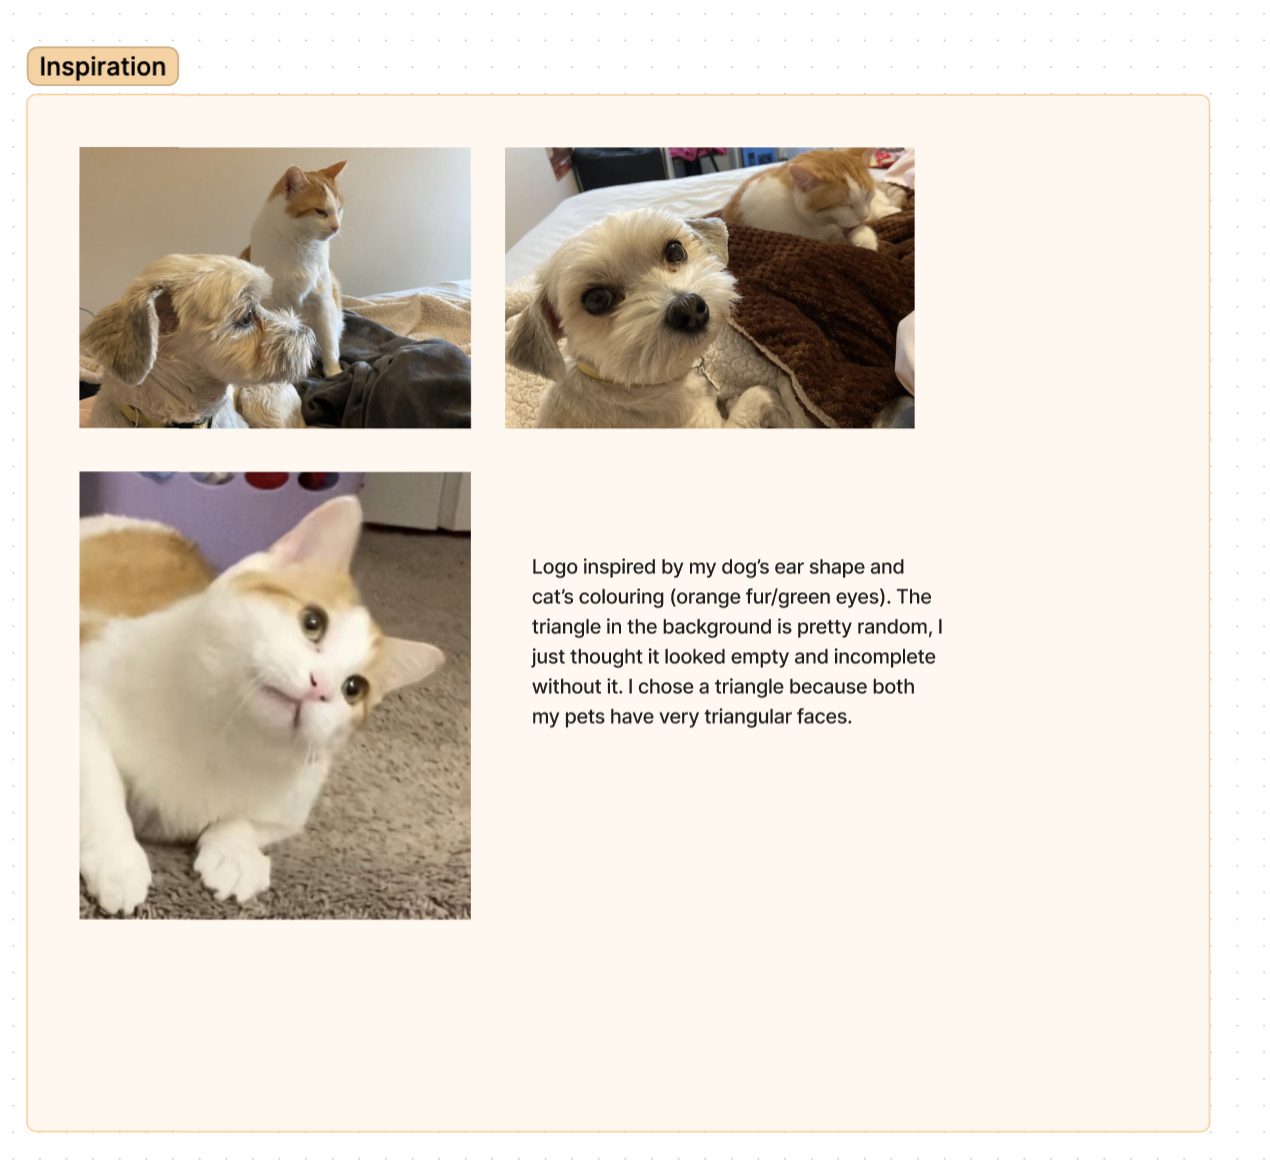 Inspiration
Logo inspired by my dog’s ear shape and
cat’s colouring (orange fur/green eyes). The
triangle in the background is pretty random, I
just thought it looked empty and incomplete
without it. I chose a triangle because both
my pets have very triangular faces.